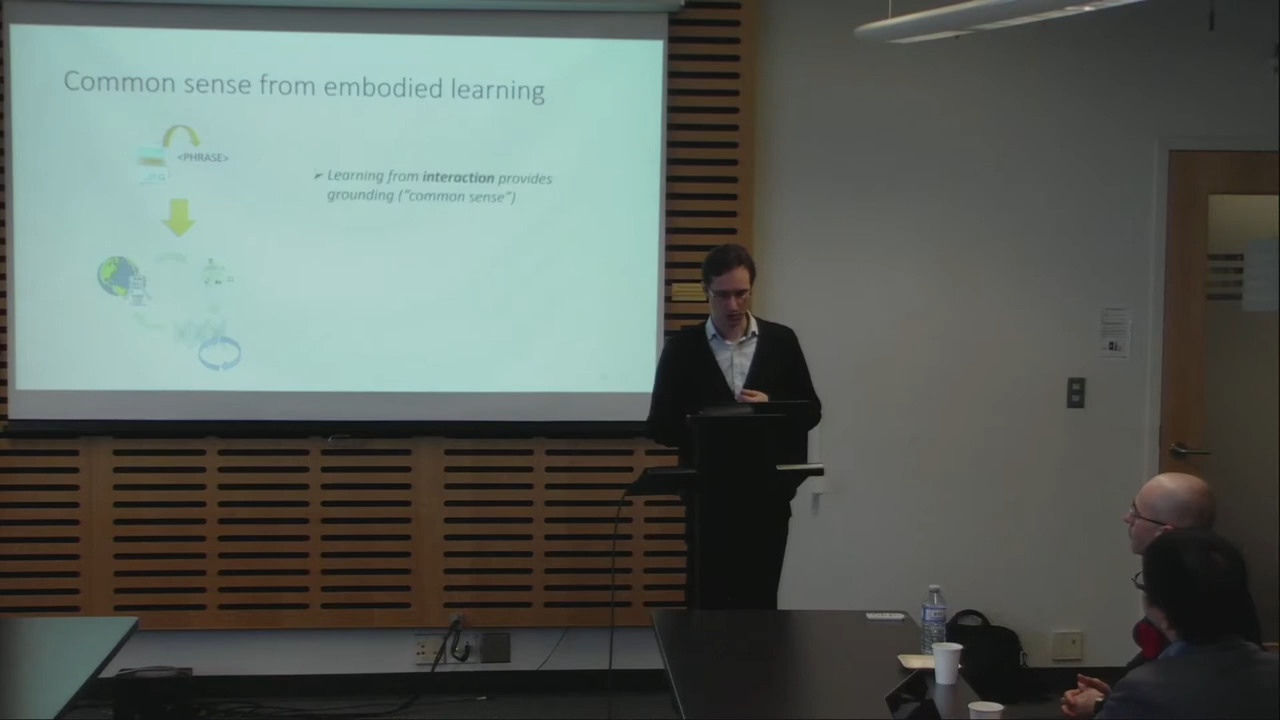 Common sense from embodied learning
<PHRASE>
➢ Learning from interaction provides
grounding ("common sense")